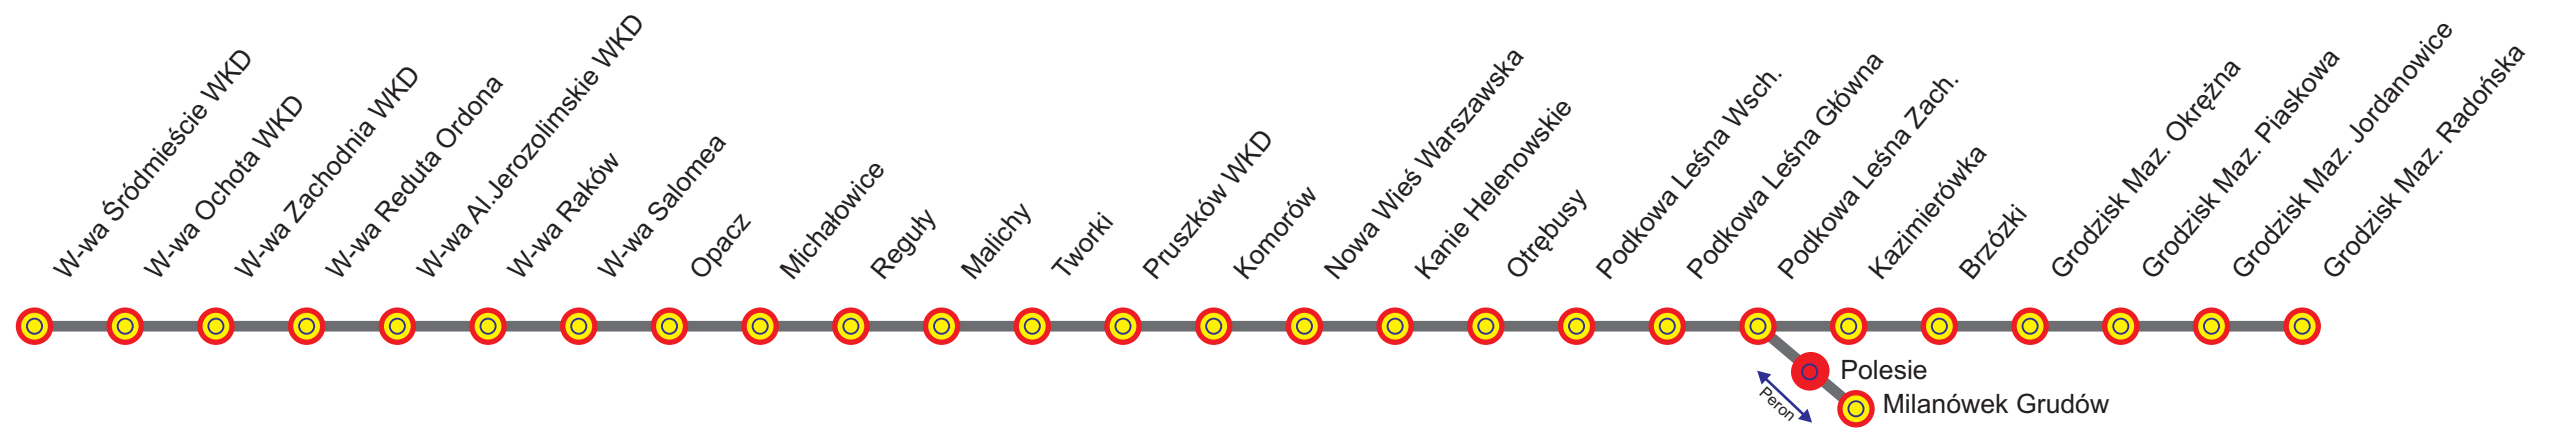 W-wa Śródmieście WKD
W-wa Ochota WKD
W-wa Zachodnia WKD
W-wa Reduta Ordona
W-wa Al.Jerozolimskie WKD
W-wa Raków
W-wa Salomea
Opacz
Michałowice
Reguły
Malichy
Tworki
Pruszków WKD
Komorów
Nowa Wieś Warszawska
Kanie Helenowskie
Otrębusy
Podkowa Leśna Wsch.
Podkowa Leśna Główna
Podkowa Leśna Zach.
Kazimierówka
Brzózki
Grodzisk Maz. Okrężna
Grodzisk Maz. Piaskowa
Grodzisk Maz. Jordanowice
Grodzisk Maz. Radońska
Polesie
Peron
Milanówek Grudów